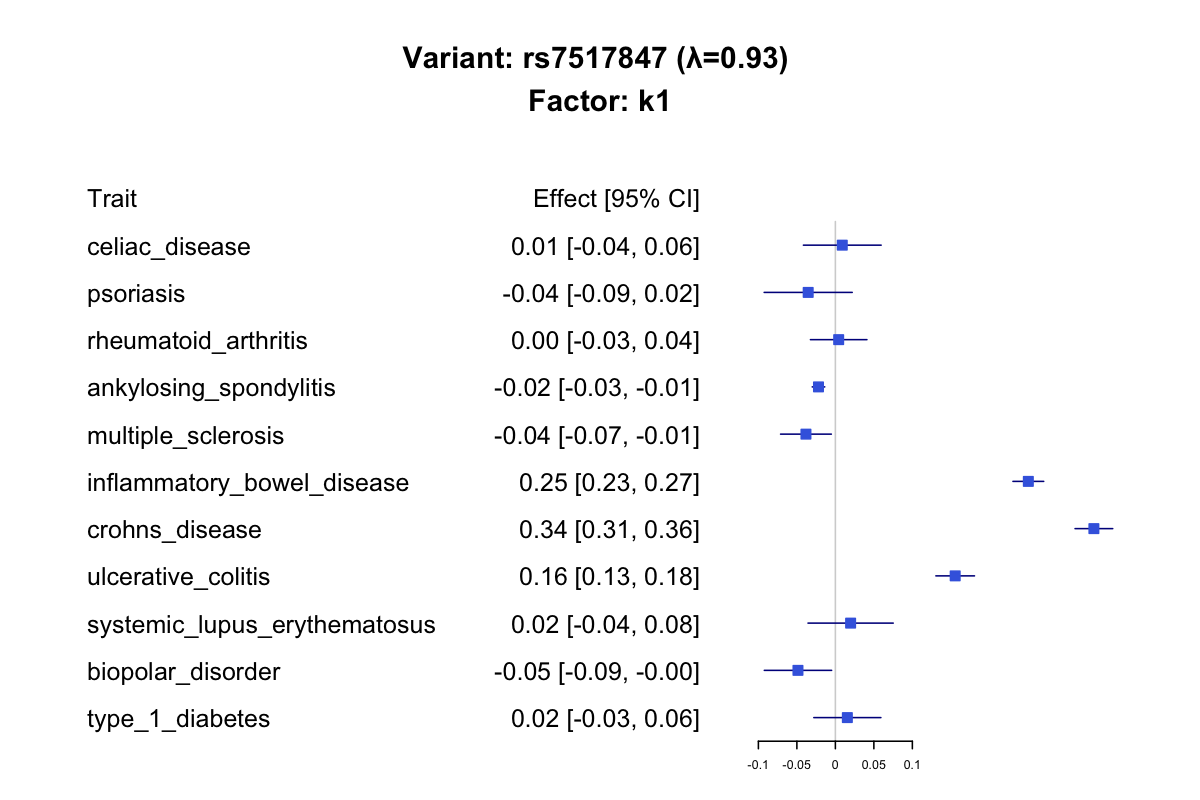 Variant: rs7517847 (λ=0.93)
Factor: k1
Trait Effect [95% CI]
celiac_disease 0.01 [-0.04, 0.06]
psoriasis -0.04 [-0.09, 0.02]
rheumatoid_arthritis 0.00 [-0.03, 0.04]
ankylosing_spondylitis -0.02 [-0.03, -0.01]
multiple_sclerosis -0.04 [-0.07, -0.01]
inflammatory_bowel_disease 0.25 [0.23, 0.27]
crohns_disease 0.34 [0.31, 0.36]
ulcerative_colitis 0.16 [0.13, 0.18]
systemic_lupus_erythematosus 0.02 [-0.04, 0.08]
biopolar_disorder -0.05 [-0.09, -0.00]
type_1_diabetes 0.02 [-0.03, 0.06]
-0.1 -0.05 0 0.05 0.1